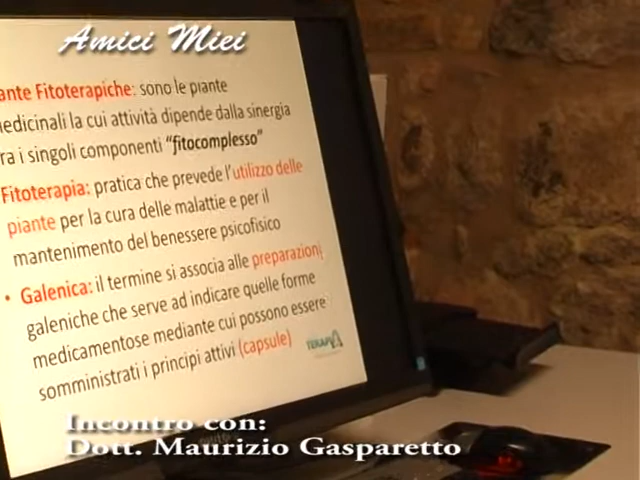 Amici Miei
ante Fitoterapiche: sono le piante
edicinali la cui attività dipende dalla sinergia
ra i singoli componenti “fitocomplesso”
Fitoterapia: pratica che prevede l’utilizzo delle
piante per la cura delle malattie e per il
mantenimento del benessere psicofisico
• Galenica: il termine si associa alle preparazioni
galeniche che serve ad indicare quelle forme
medicamentose mediante cui possono essere
somministrati i principi attivi (capsule)
Incontro con:
Dott. Maurizio Gasparetto